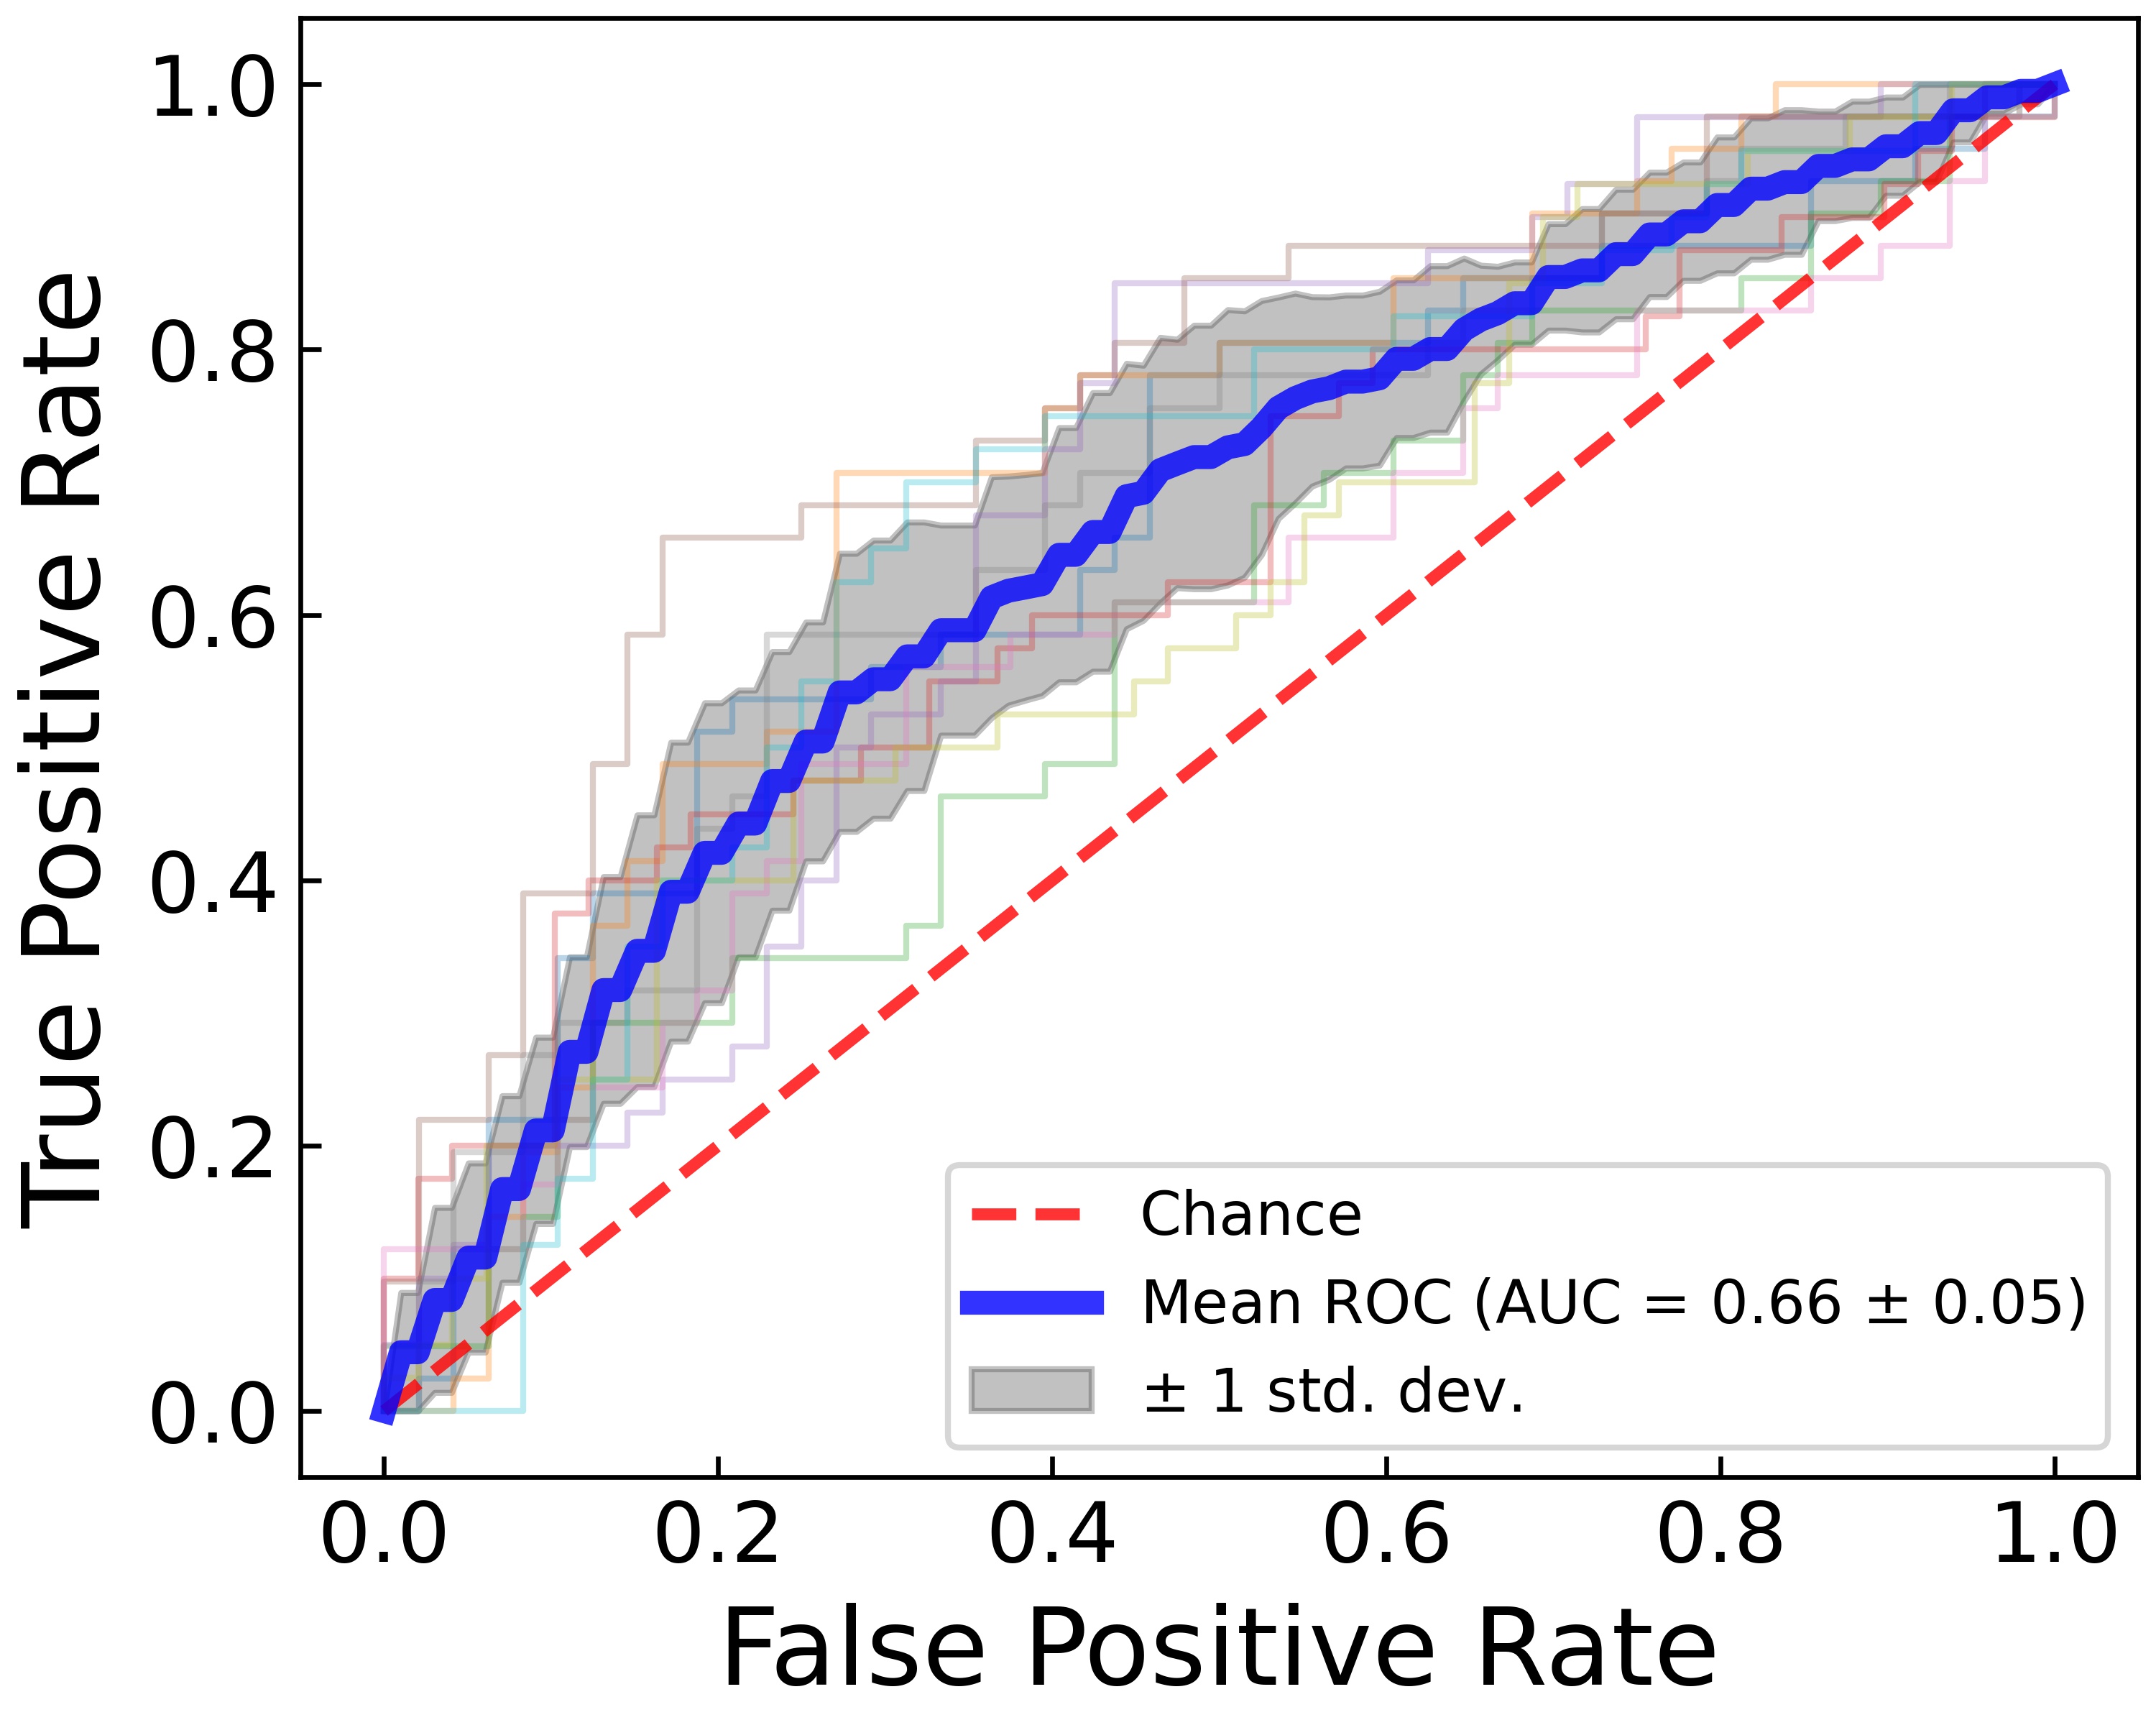 True Positive Rate
1.0
0.8
0.6
0.4
0.2
0.0
Chance
Mean ROC (AUC = 0.66 ± 0.05)
± 1 std. dev.
0.0 0.2 0.4 0.6 0.8 1.0
False Positive Rate